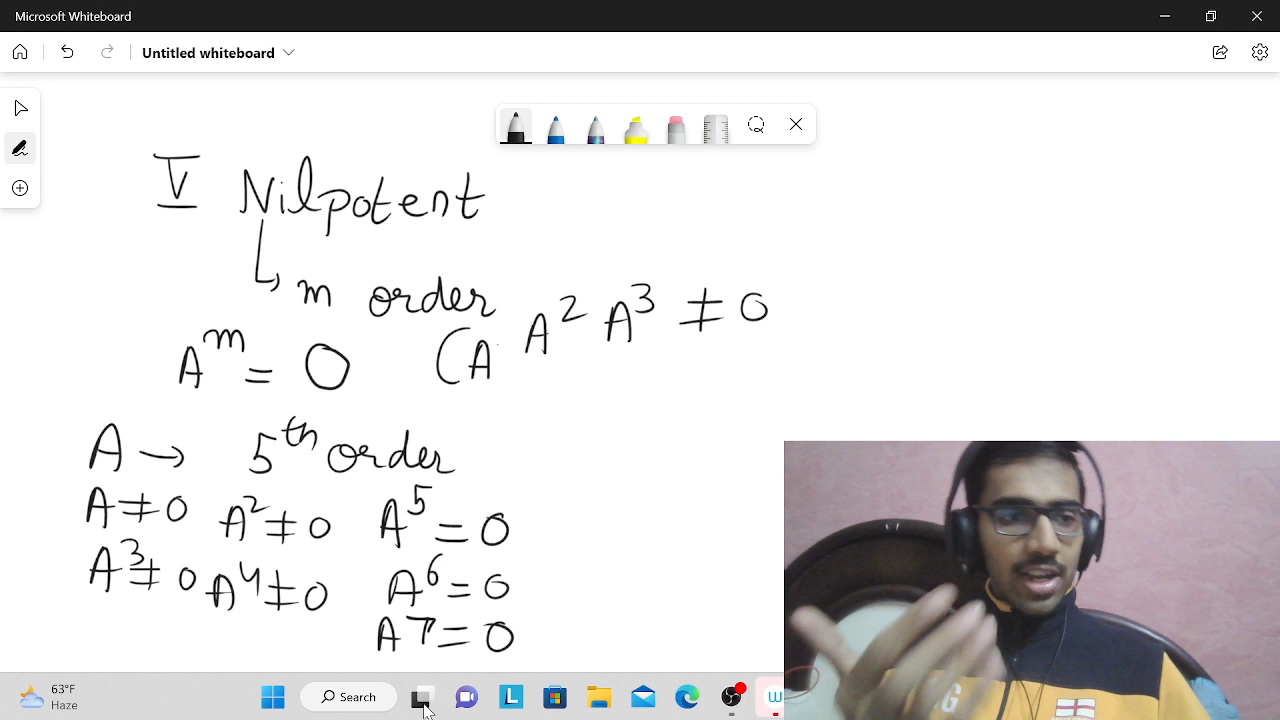 Microsoft Whiteboard
Untitled whiteboard
V Nilpotent
m order
A^m = 0 (A A^2 A^3 ≠ 0
A → 5^th order
A ≠ 0 A^2 ≠ 0 A^5 = 0
A^3 ≠ 0 A^4 ≠ 0 A^6 = 0
A^7 = 0
63°F
Haze
Search